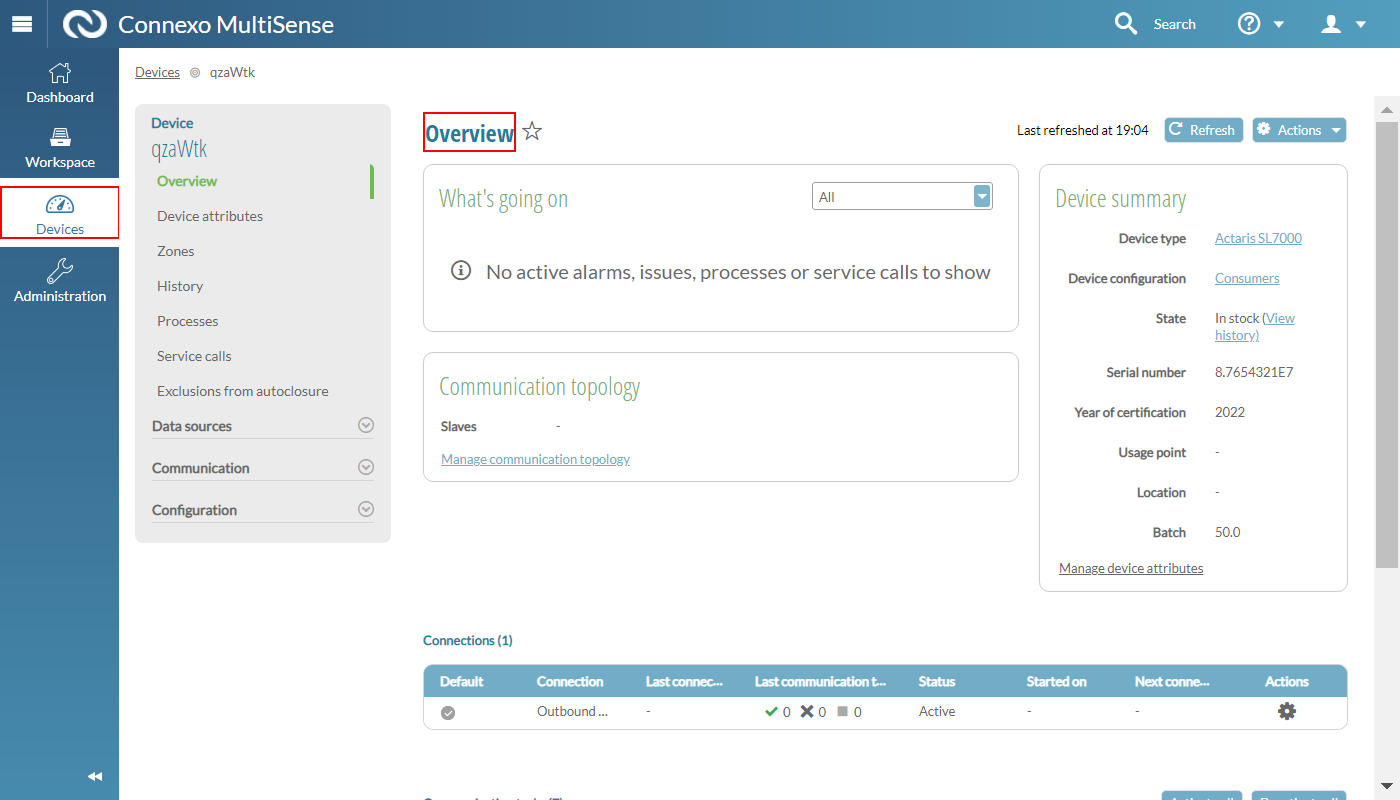 Connexo MultiSense
Search
Dashboard
Workspace
Devices
Administration
Devices qzaWtk
Device
qzaWtk
Overview
Device attributes
Zones
History
Processes
Service calls
Exclusions from autoclosure
Data sources
Communication
Configuration
Overview
Last refreshed at 19:04
Refresh
Actions
What's going on
All
No active alarms, issues, processes or service calls to show
Communication topology
Slaves -
Manage communication topology
Device summary
Device type Actaris SL7000
Device configuration Consumers
State In stock (View
history)
Serial number 8.7654321E7
Year of certification 2022
Usage point -
Location -
Batch 50.0
Manage device attributes
Connections (1)
Default Connection Last connec... Last communication t... Status Started on Next conne... Actions
Outbound ... - 0 0 0 Active - -